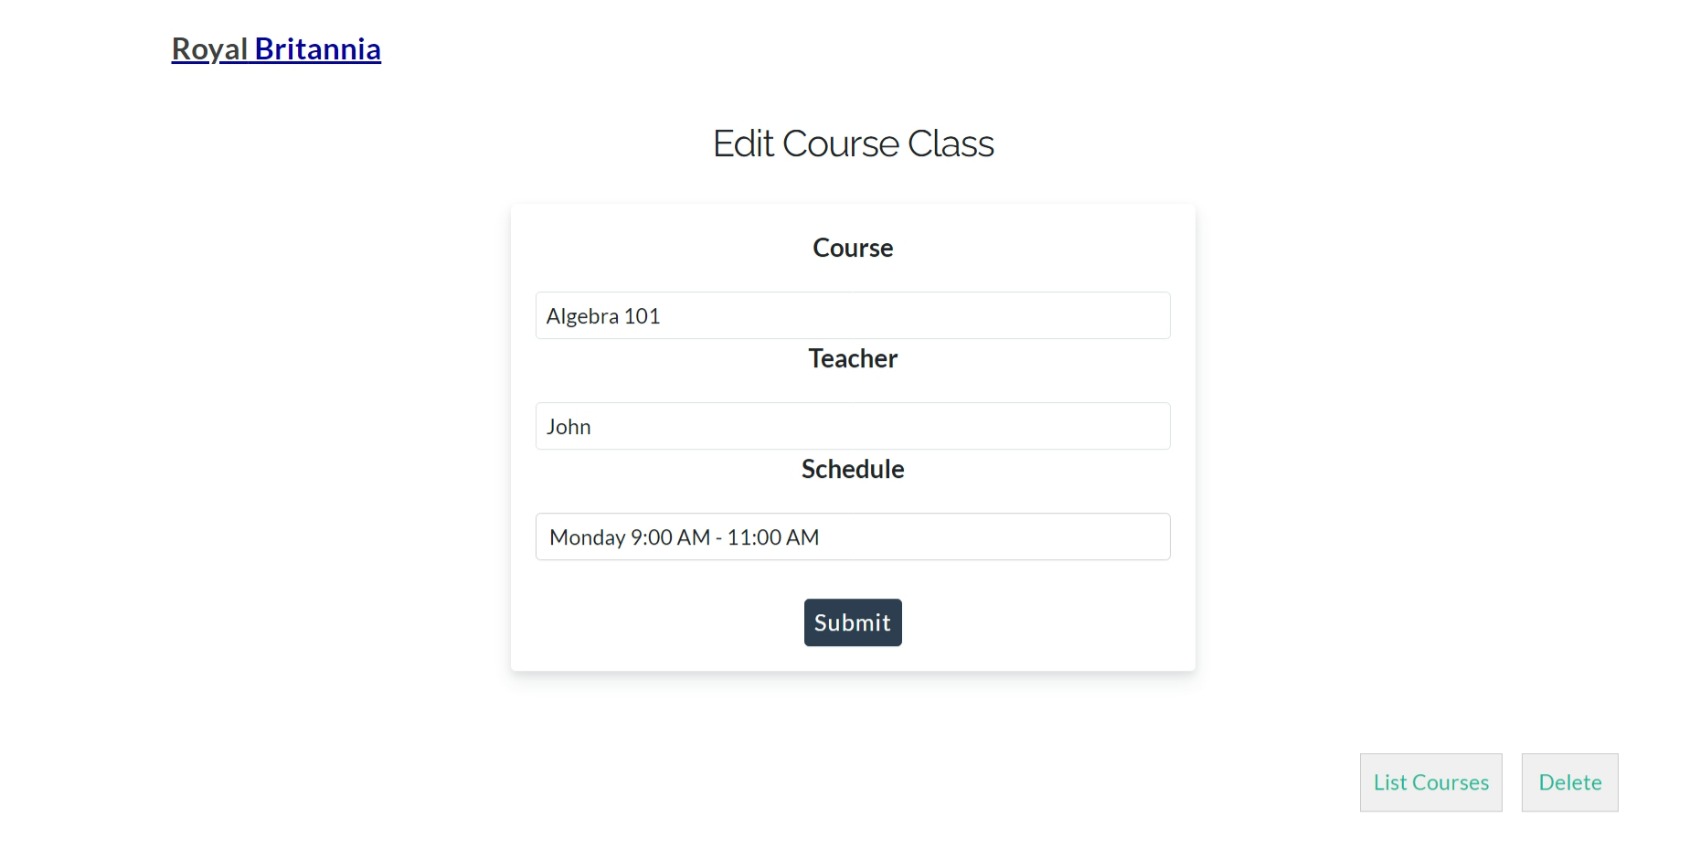 Royal Britannia
Edit Course Class
Course
Algebra 101
Teacher
John
Schedule
Monday 9:00 AM - 11:00 AM
Submit
List Courses
Delete